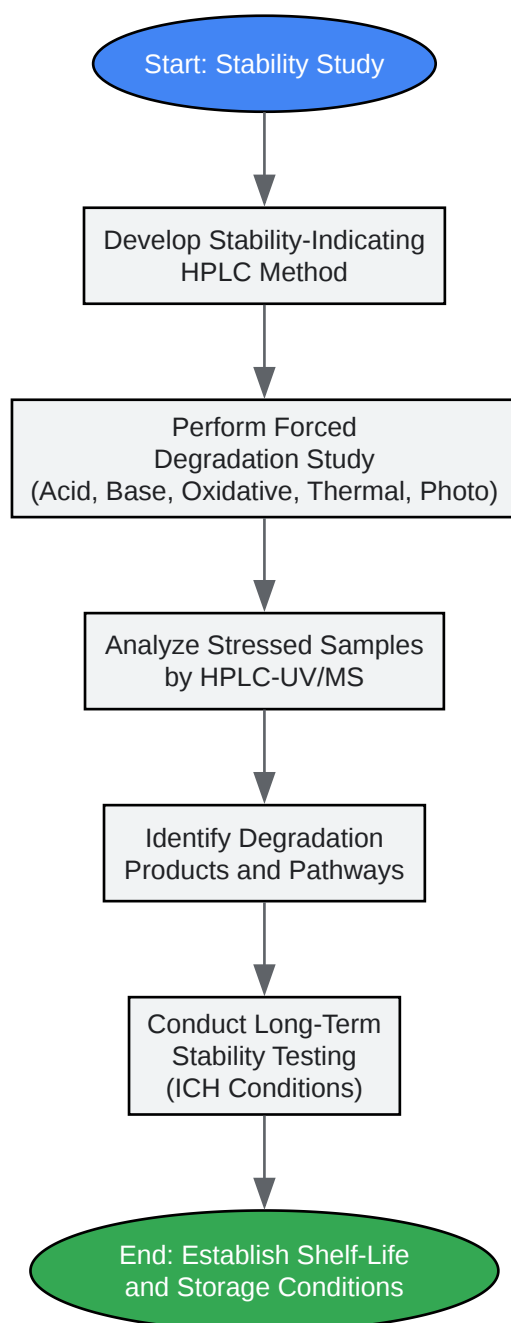 Start: Stability Study
Develop Stability-Indicating
HPLC Method
Perform Forced
Degradation Study
(Acid, Base, Oxidative, Thermal, Photo)
Analyze Stressed Samples
by HPLC-UV/MS
Identify Degradation
Products and Pathways
Conduct Long-Term
Stability Testing
(ICH Conditions)
End: Establish Shelf-Life
and Storage Conditions